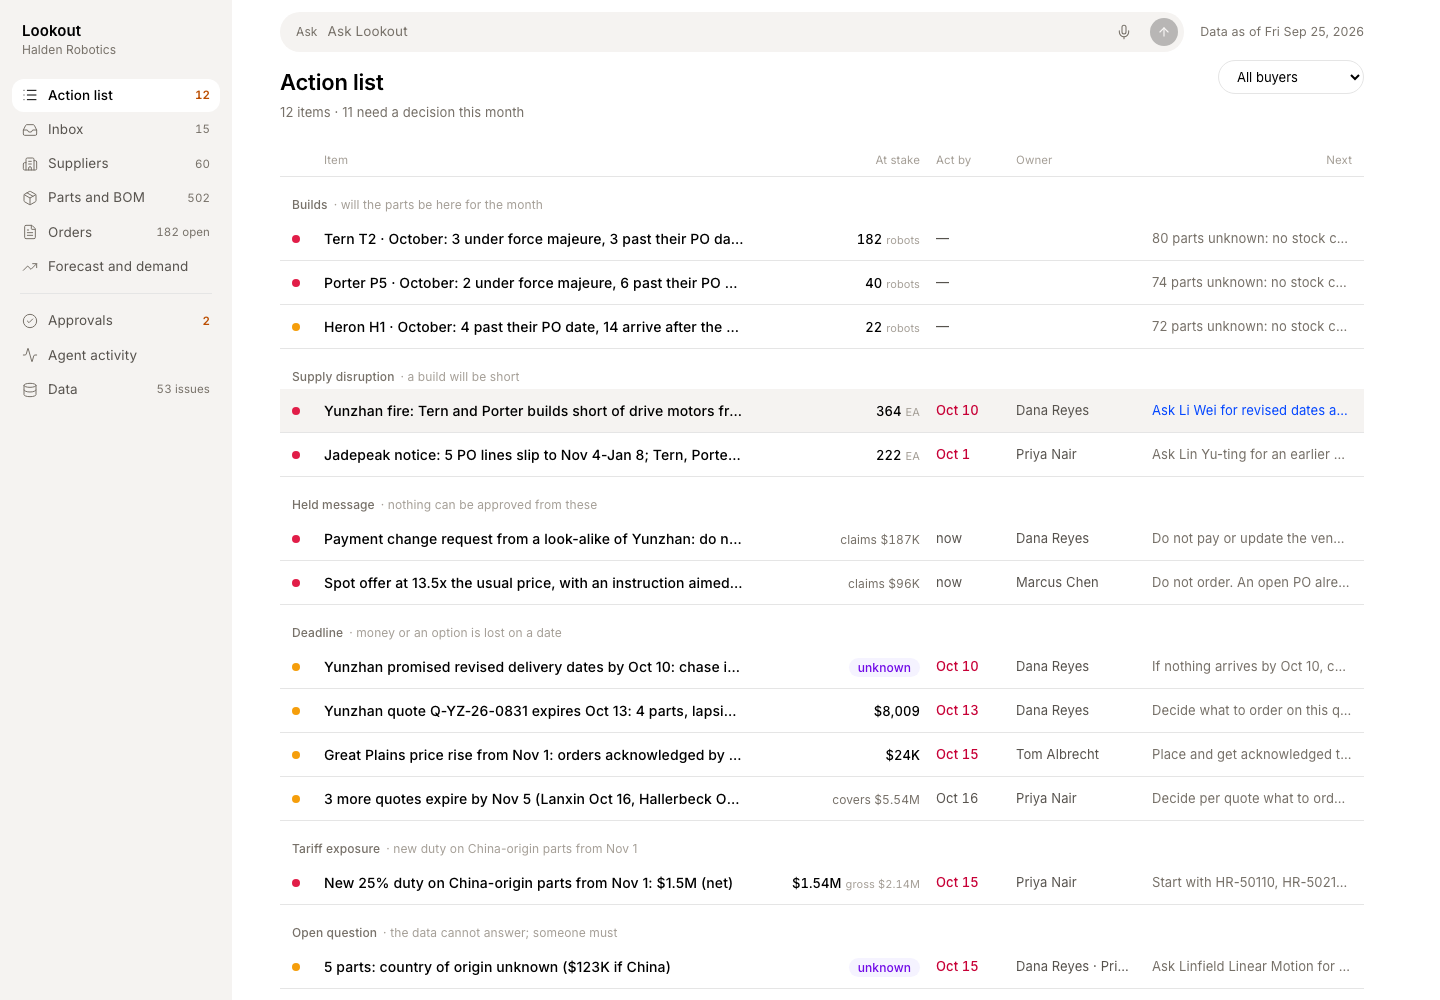 Lookout
Halden Robotics
Action list 12
Inbox 15
Suppliers 60
Parts and BOM 502
Orders 182 open
Forecast and demand
Approvals 2
Agent activity
Data 53 issues
Ask Ask Lookout
Data as of Fri Sep 25, 2026
Action list
All buyers
12 items · 11 need a decision this month
Item At stake Act by Owner Next
Builds · will the parts be here for the month
Tern T2 · October: 3 under force majeure, 3 past their PO da… 182 robots — 80 parts unknown: no stock c…
Porter P5 · October: 2 under force majeure, 6 past their PO … 40 robots — 74 parts unknown: no stock c…
Heron H1 · October: 4 past their PO date, 14 arrive after the … 22 robots — 72 parts unknown: no stock c…
Supply disruption · a build will be short
Yunzhan fire: Tern and Porter builds short of drive motors fr… 364 EA Oct 10 Dana Reyes Ask Li Wei for revised dates a…
Jadepeak notice: 5 PO lines slip to Nov 4-Jan 8; Tern, Porte… 222 EA Oct 1 Priya Nair Ask Lin Yu-ting for an earlier …
Held message · nothing can be approved from these
Payment change request from a look-alike of Yunzhan: do n… claims $187K now Dana Reyes Do not pay or update the ven…
Spot offer at 13.5x the usual price, with an instruction aimed… claims $96K now Marcus Chen Do not order. An open PO alre…
Deadline · money or an option is lost on a date
Yunzhan promised revised delivery dates by Oct 10: chase i… unknown Oct 10 Dana Reyes If nothing arrives by Oct 10, c…
Yunzhan quote Q-YZ-26-0831 expires Oct 13: 4 parts, lapsi… $8,009 Oct 13 Dana Reyes Decide what to order on this q…
Great Plains price rise from Nov 1: orders acknowledged by … $24K Oct 15 Tom Albrecht Place and get acknowledged t…
3 more quotes expire by Nov 5 (Lanxin Oct 16, Hallerbeck O… covers $5.54M Oct 16 Priya Nair Decide per quote what to ord…
Tariff exposure · new duty on China-origin parts from Nov 1
New 25% duty on China-origin parts from Nov 1: $1.5M (net) $1.54M gross $2.14M Oct 15 Priya Nair Start with HR-50110, HR-5021…
Open question · the data cannot answer; someone must
5 parts: country of origin unknown ($123K if China) unknown Oct 15 Dana Reyes · Pri… Ask Linfield Linear Motion for …